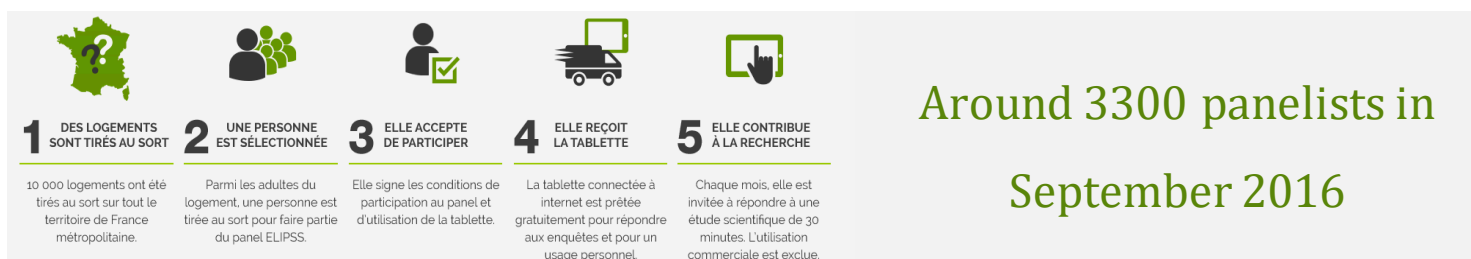 1 DES LOGEMENTS
SONT TIRÉS AU SORT
10 000 logements ont été
tirés au sort sur tout le
territoire de France
métropolitaine.
2 UNE PERSONNE
EST SÉLECTIONNÉE
Parmi les adultes du
logement, une personne est
tirée au sort pour faire partie
du panel ELIPSS.
3 ELLE ACCEPTE
DE PARTICIPER
Elle signe les conditions de
participation au panel et
d'utilisation de la tablette.
4 ELLE REÇOIT
LA TABLETTE
La tablette connectée à
internet est prêtée
gratuitement pour répondre
aux enquêtes et pour un
usage personnel.
5 ELLE CONTRIBUE
À LA RECHERCHE
Chaque mois, elle est
invitée à répondre à une
étude scientifique de 30
minutes. L'utilisation
commerciale est exclue.
Around 3300 panelists in
September 2016